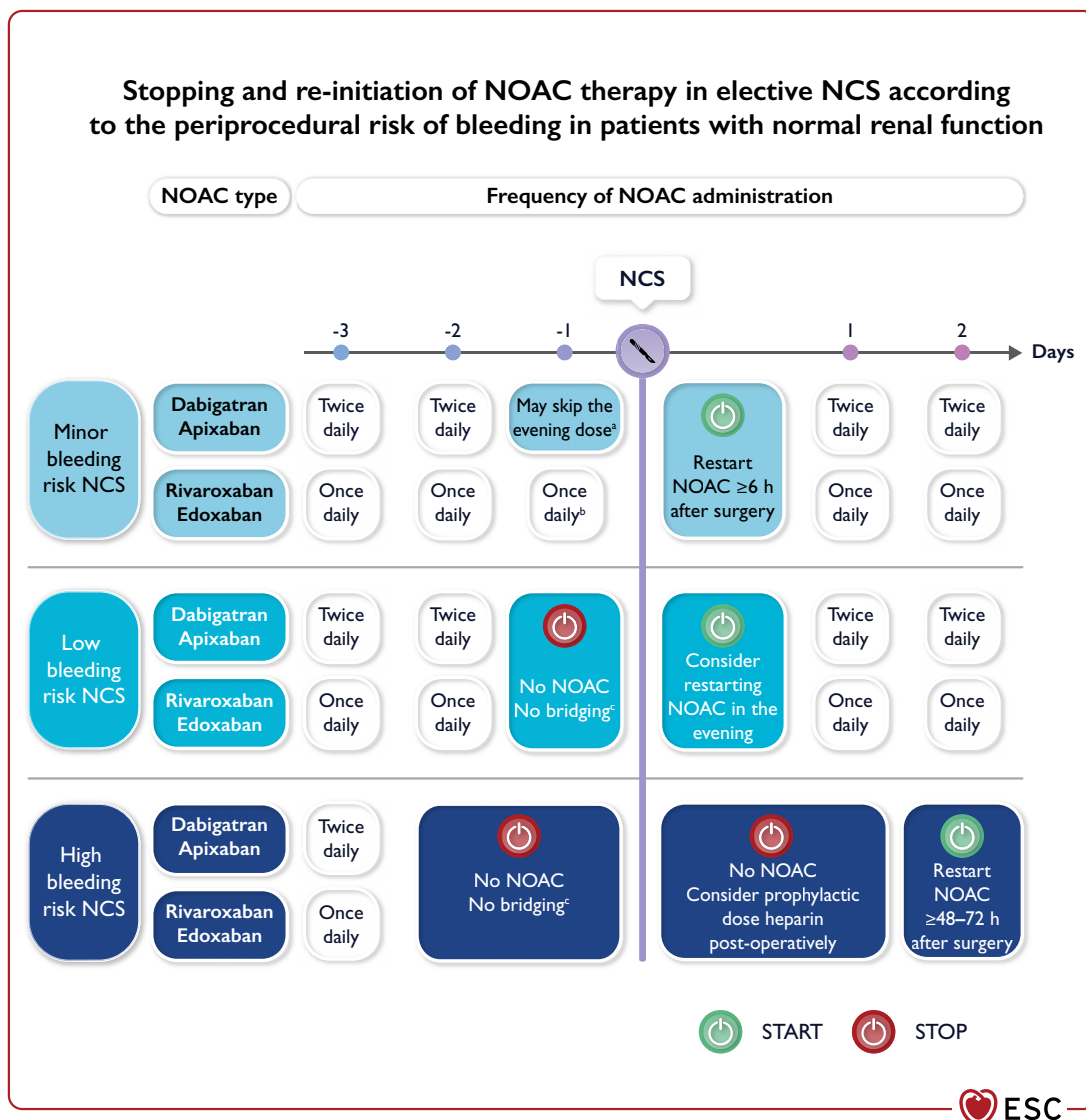 Stopping and re-initiation of NOAC therapy in elective NCS according
to the periprocedural risk of bleeding in patients with normal renal function
NOAC type
Frequency of NOAC administration
NCS
-3
-2
-1
1
2
Days
Minor
bleeding
risk NCS
Dabigatran
Apixaban
Twice
daily
Twice
daily
May skip the
evening doseᵃ
Restart
NOAC ≥6 h
after surgery
Twice
daily
Twice
daily
Rivaroxaban
Edoxaban
Once
daily
Once
daily
Once
dailyᵇ
Once
daily
Once
daily
Low
bleeding
risk NCS
Dabigatran
Apixaban
Twice
daily
Twice
daily
No NOAC
No bridgingᶜ
Consider
restarting
NOAC in the
evening
Twice
daily
Twice
daily
Rivaroxaban
Edoxaban
Once
daily
Once
daily
Once
daily
Once
daily
High
bleeding
risk NCS
Dabigatran
Apixaban
Twice
daily
No NOAC
No bridgingᶜ
No NOAC
Consider prophylactic
dose heparin
post-operatively
Restart
NOAC
≥48–72 h
after surgery
Rivaroxaban
Edoxaban
Once
daily
START
STOP
ESC